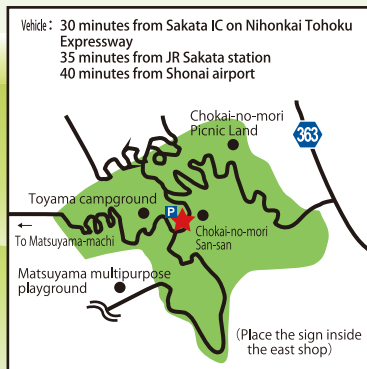 Vehicle : 30 minutes from Sakata IC on Nihonkai Tohoku
Expressway
35 minutes from JR Sakata station
40 minutes from Shonai airport
Chokai-no-mori
Picnic Land
363
Toyama campground
P
Chokai-no-mori
San-san
← To Matsuyama-machi
Matsuyama multipurpose
playground
(Place the sign inside
the east shop)